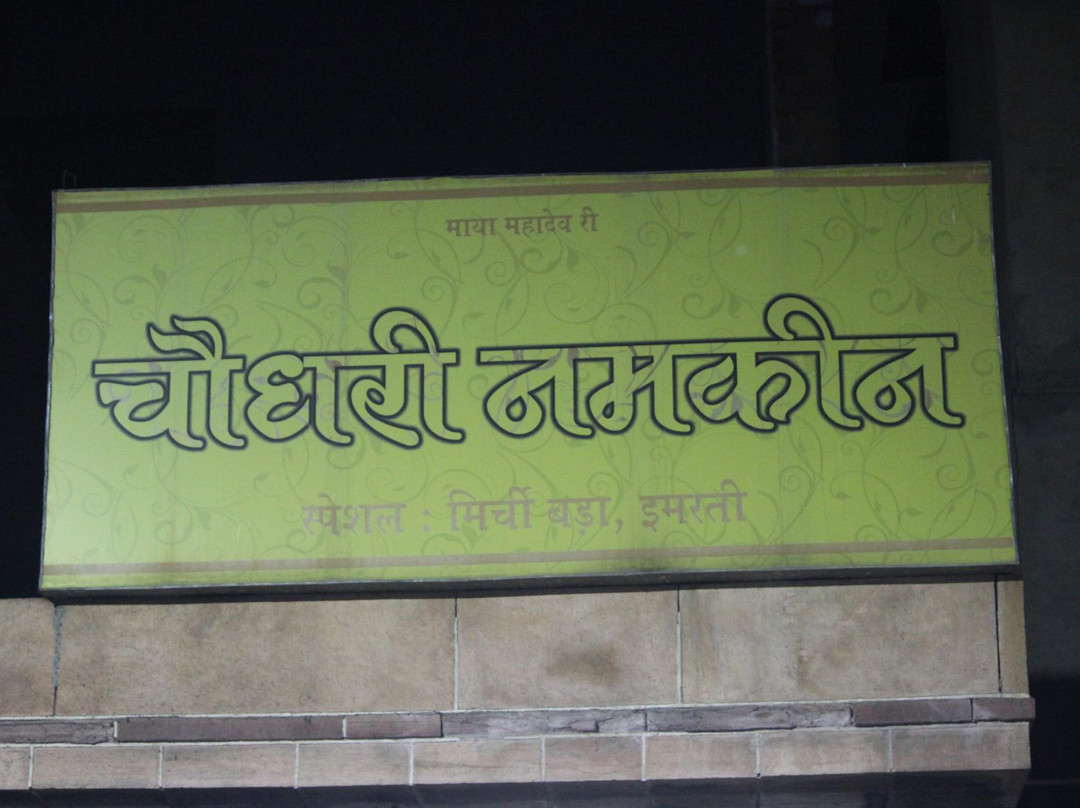 माया महादेव री
चौधरी नमकीन
स्पेशल : मिर्ची बड़ा, इमरती